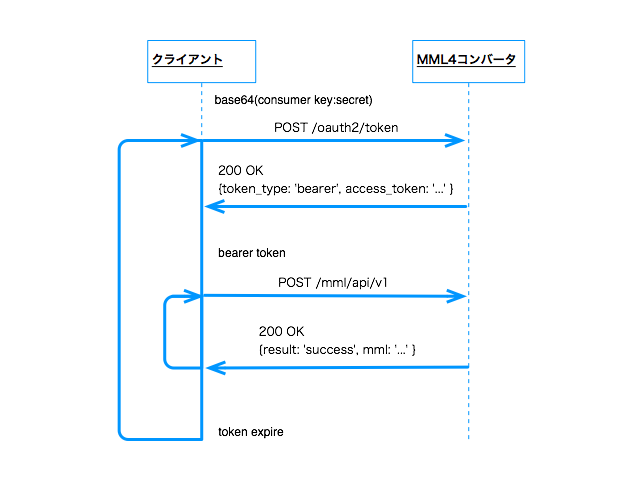 クライアント
MML4コンバータ
base64(consumer key:secret)
POST /oauth2/token
200 OK
{token_type: 'bearer', access_token: '...' }
bearer token
POST /mml/api/v1
200 OK
{result: 'success', mml: '...' }
token expire